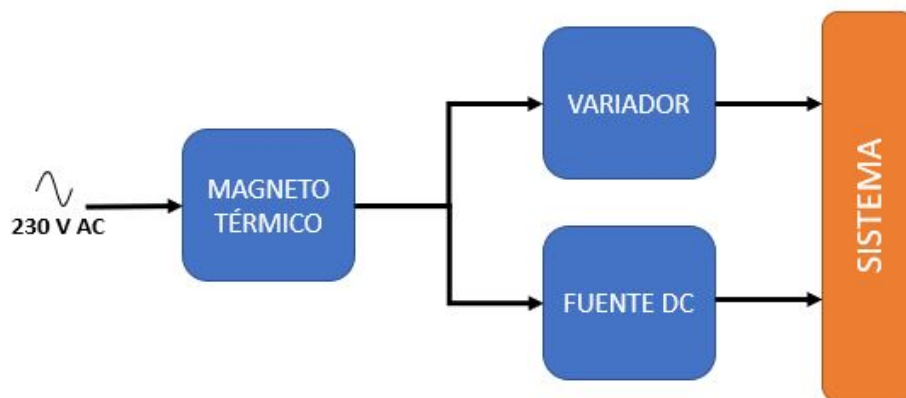 230 V AC
MAGNETO
TÉRMICO
VARIADOR
FUENTE DC
SISTEMA